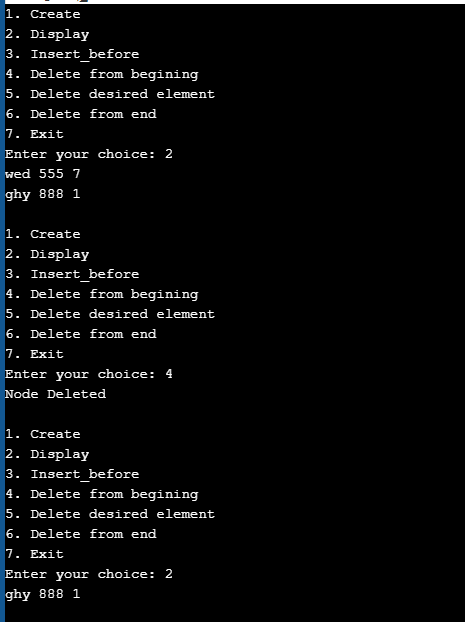 1. Create
2. Display
3. Insert_before
4. Delete from begining
5. Delete desired element
6. Delete from end
7. Exit
Enter your choice: 2
wed 555 7
ghy 888 1
1. Create
2. Display
3. Insert_before
4. Delete from begining
5. Delete desired element
6. Delete from end
7. Exit
Enter your choice: 4
Node Deleted
1. Create
2. Display
3. Insert_before
4. Delete from begining
5. Delete desired element
6. Delete from end
7. Exit
Enter your choice: 2
ghy 888 1